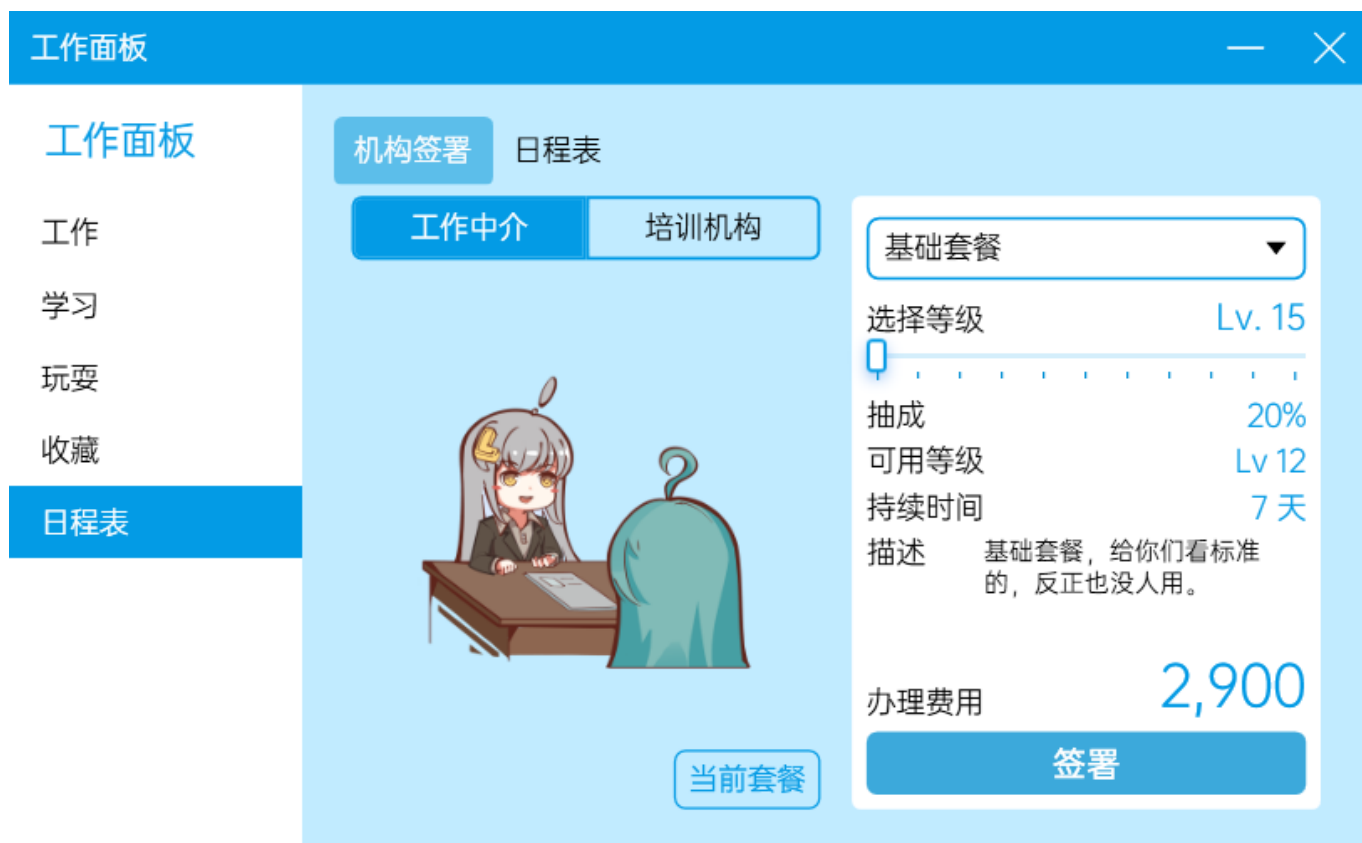 工作面板
工作面板
工作
学习
玩耍
收藏
日程表
机构签署 日程表
工作中介 培训机构
基础套餐
选择等级 Lv. 15
抽成 20%
可用等级 Lv 12
持续时间 7 天
描述 基础套餐，给你们看标准
的，反正也没人用。
办理费用 2,900
签署
当前套餐